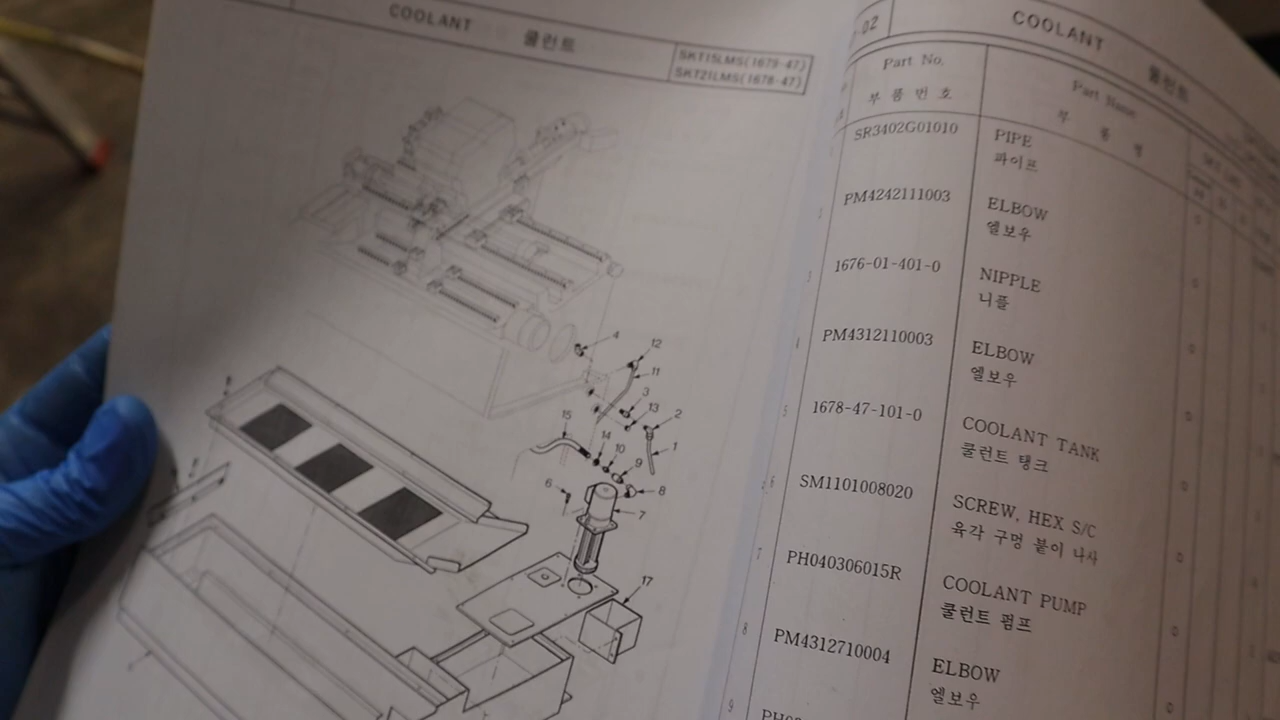 COOLANT 쿨런트
SKT15LMS(1679-47)
SKT21LMS(1678-47)
4
12
11
3
13
2
15
14
10
9
1
6
8
7
17
-02
COOLANT
쿨런트
Part No.
부 품 번 호
Part Name
부 품 명
SR3402G01010
PIPE
파이프
PM4242111003
ELBOW
엘보우
3
1676-01-401-0
NIPPLE
니플
4
PM4312110003
ELBOW
엘보우
5
1678-47-101-0
COOLANT TANK
쿨런트 탱크
6
SM1101008020
SCREW, HEX S/C
육각 구멍 붙이 나사
7
PH040306015R
COOLANT PUMP
쿨런트 펌프
8
PM4312710004
ELBOW
엘보우
9